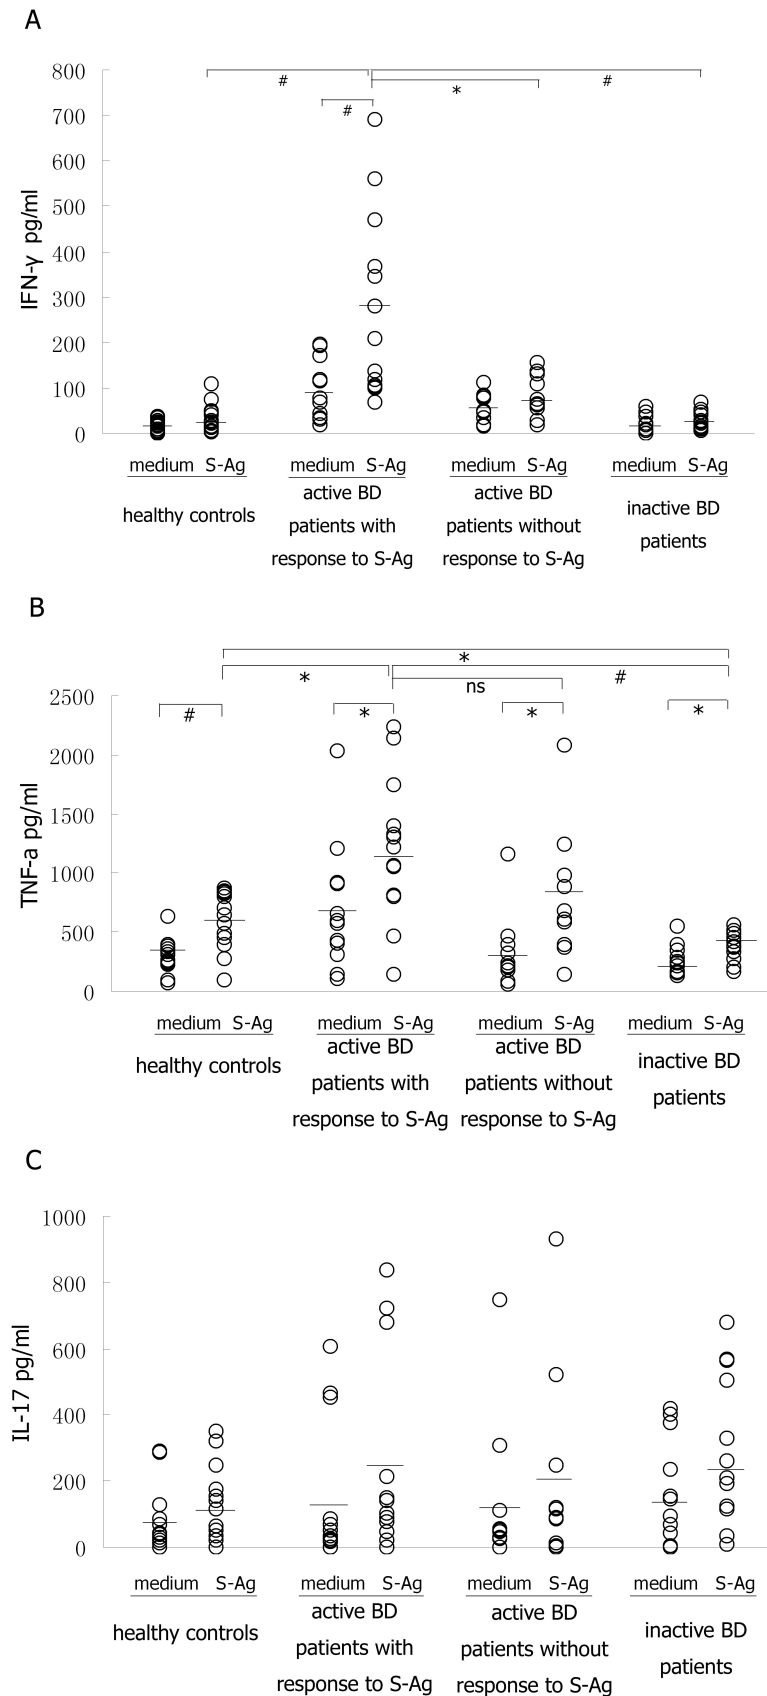 A
#
#
*
#
800
700
600
500
400
300
200
100
0
IFN-γ pg/ml
medium S-Ag medium S-Ag medium S-Ag medium S-Ag
healthy controls
active BD
patients with
response to S-Ag
active BD
patients without
response to S-Ag
inactive BD
patients
B
*
*
#
ns
#
*
*
*
2500
2000
1500
1000
500
0
TNF-a pg/ml
medium S-Ag medium S-Ag medium S-Ag medium S-Ag
healthy controls
active BD
patients with
response to S-Ag
active BD
patients without
response to S-Ag
inactive BD
patients
C
1000
800
600
400
200
0
IL-17 pg/ml
medium S-Ag medium S-Ag medium S-Ag medium S-Ag
healthy controls
active BD
patients with
response to S-Ag
active BD
patients without
response to S-Ag
inactive BD
patients